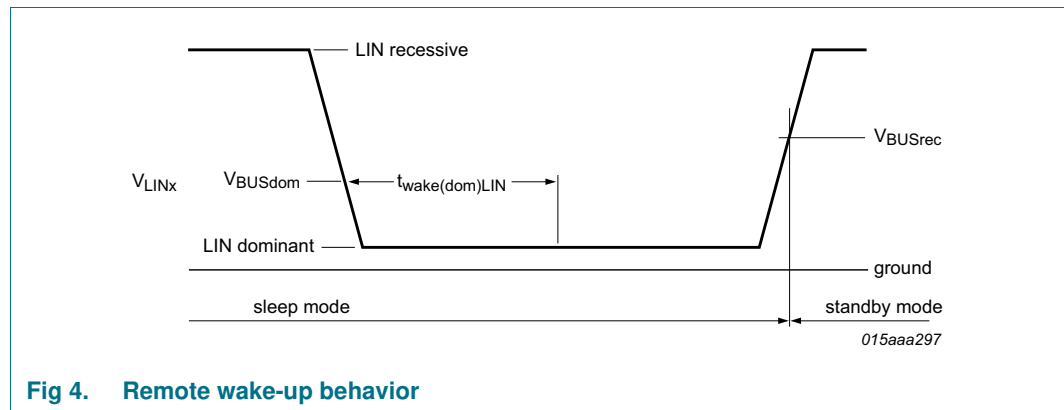 LIN recessive
VBUSrec
VLINx
VBUSdom
twake(dom)LIN
LIN dominant
ground
sleep mode
standby mode
015aaa297
Fig 4. Remote wake-up behavior